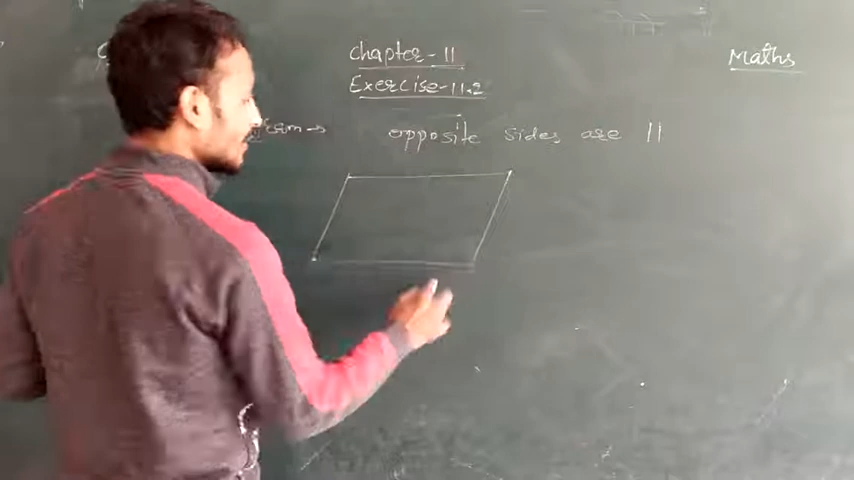 Chapter-11
Maths
Exercise-11.2
opposite sides are ||